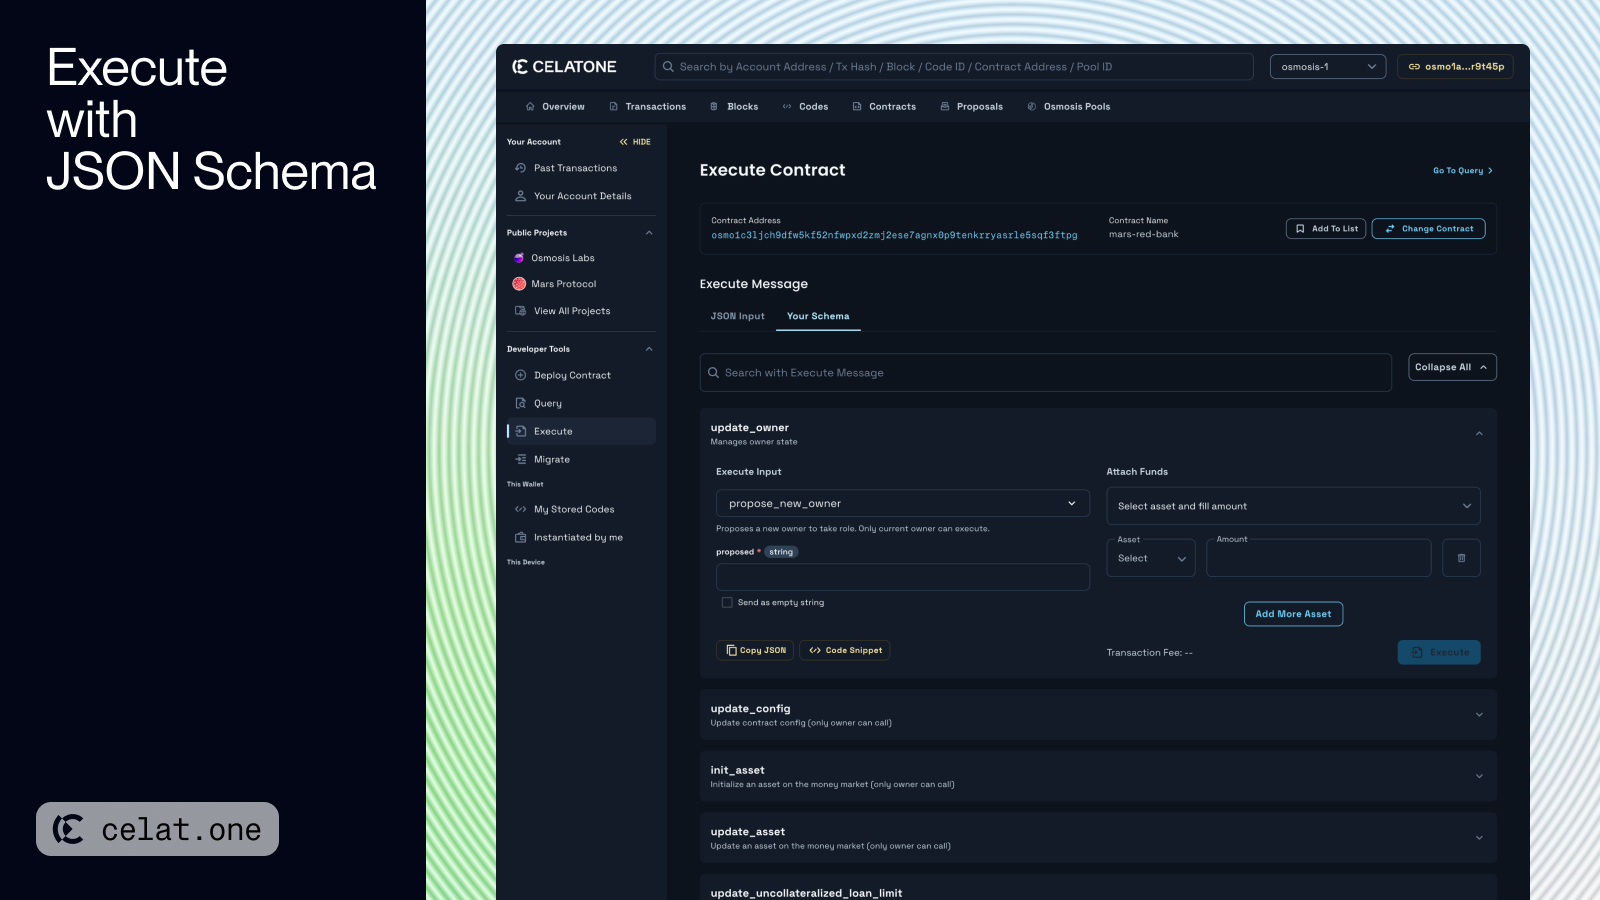 Execute
with
JSON Schema
celat.one
CELATONE
Search by Account Address / Tx Hash / Block / Code ID / Contract Address / Pool ID
osmosis-1
osmo1a...r9t45p
Overview
Transactions
Blocks
Codes
Contracts
Proposals
Osmosis Pools
Your Account
HIDE
Past Transactions
Your Account Details
Public Projects
Osmosis Labs
Mars Protocol
View All Projects
Developer Tools
Deploy Contract
Query
Execute
Migrate
This Wallet
My Stored Codes
Instantiated by me
This Device
Execute Contract
Go To Query
Contract Address
osmo1c3ljch9dfw5kf52nfwpxd2zmj2ese7agnx0p9tenkrryasrle5sqf3ftpg
Contract Name
mars-red-bank
Add To List
Change Contract
Execute Message
JSON Input
Your Schema
Search with Execute Message
Collapse All
update_owner
Manages owner state
Execute Input
propose_new_owner
Proposes a new owner to take role. Only current owner can execute.
proposed * string
Send as empty string
Copy JSON
Code Snippet
Attach Funds
Select asset and fill amount
Asset
Select
Amount
Add More Asset
Transaction Fee: --
Execute
update_config
Update contract config (only owner can call)
init_asset
Initialize an asset on the money market (only owner can call)
update_asset
Update an asset on the money market (only owner can call)
update_uncollateralized_loan_limit